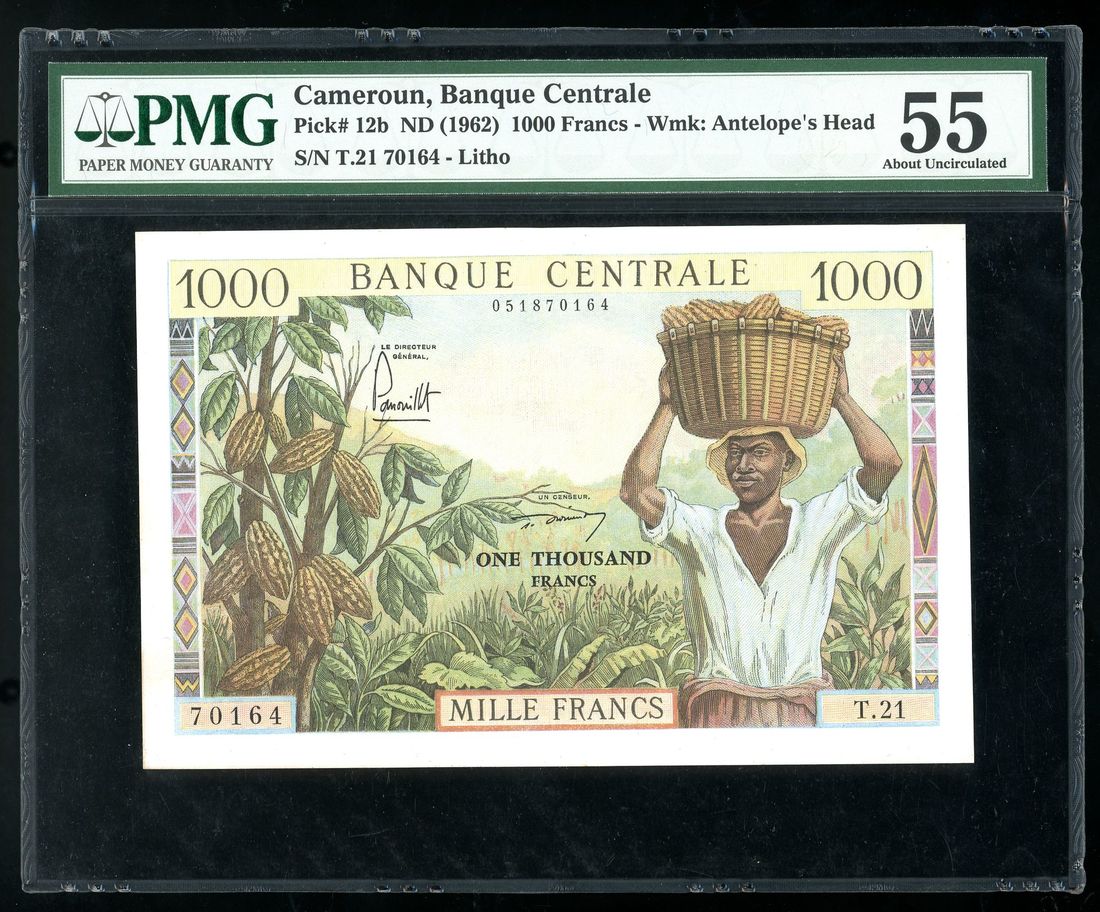 PMG
PAPER MONEY GUARANTY
Cameroun, Banque Centrale
Pick# 12b ND (1962) 1000 Francs - Wmk: Antelope's Head
S/N T.21 70164 - Litho
55
About Uncirculated
1000 BANQUE CENTRALE 1000
051870164
LE DIRECTEUR
GÉNÉRAL,
UN CENSEUR,
ONE THOUSAND
FRANCS
70164 MILLE FRANCS T.21